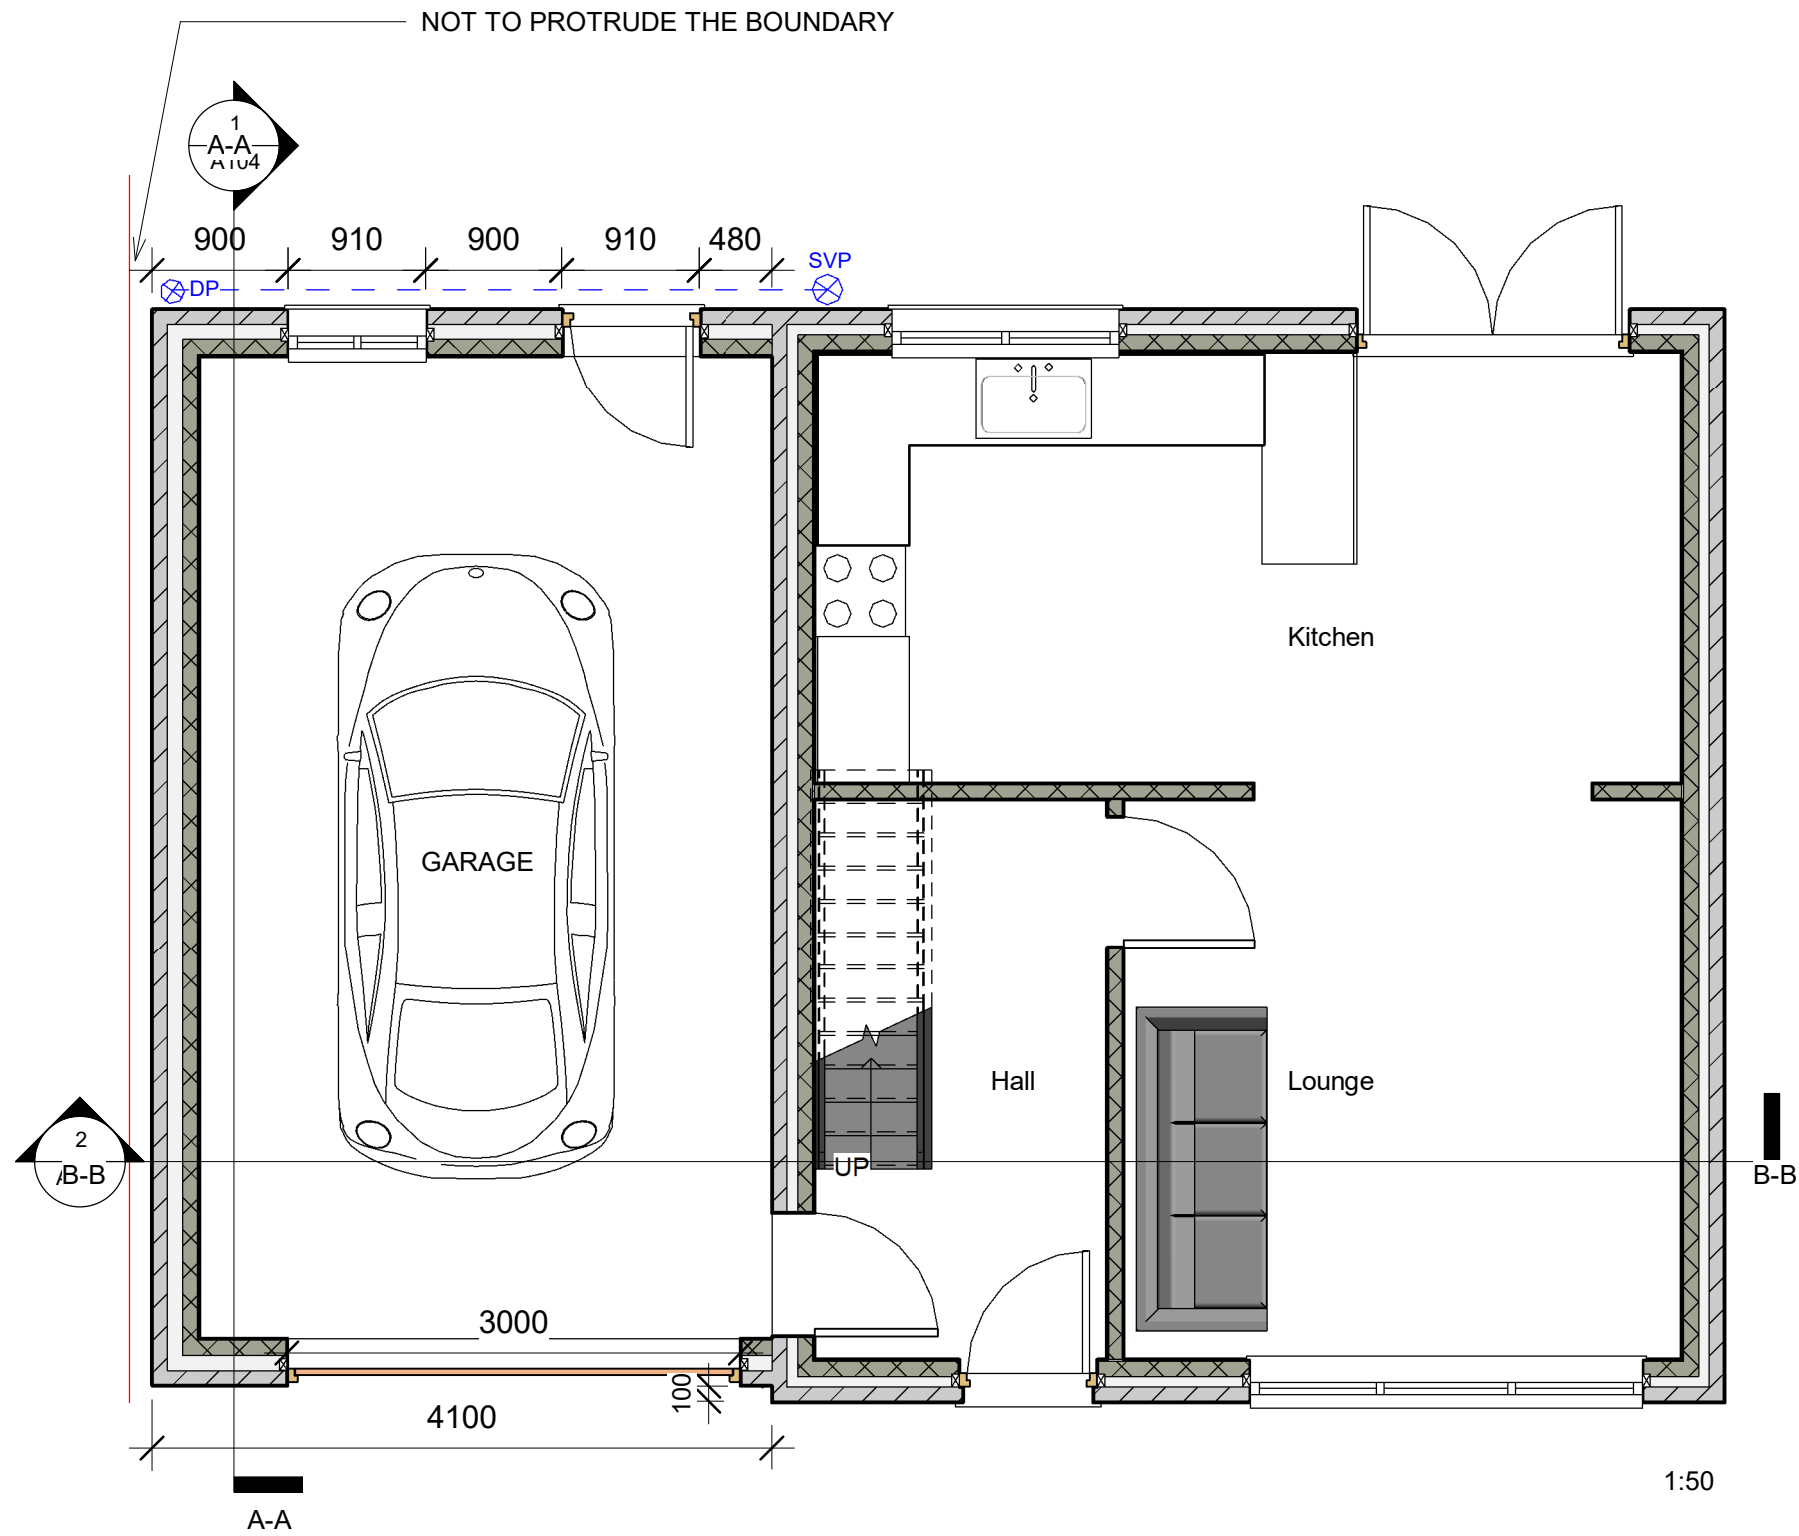 NOT TO PROTRUDE THE BOUNDARY
1
A-A
A104
900 910 900 910 480
SVP
DP
Kitchen
GARAGE
Hall
Lounge
2
B-B
UP
B-B
3000
100
4100
1:50
A-A